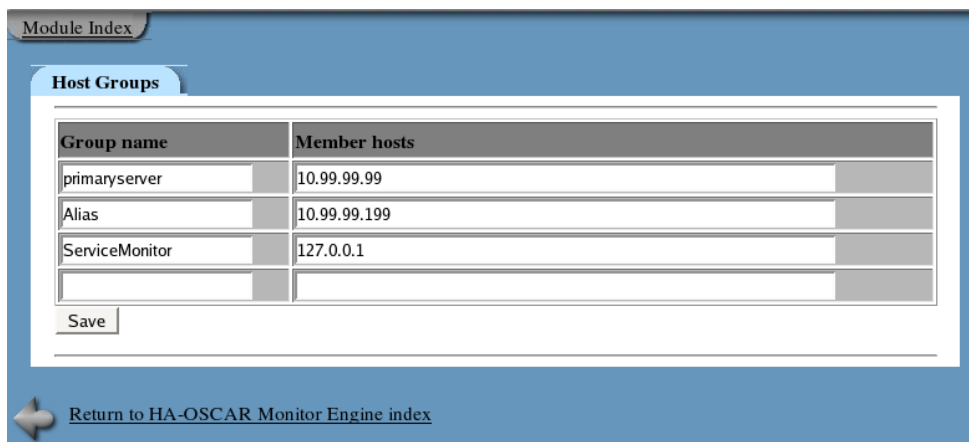 Module Index
Host Groups
Group name Member hosts
primaryserver 10.99.99.99
Alias 10.99.99.199
ServiceMonitor 127.0.0.1
Save
Return to HA-OSCAR Monitor Engine index